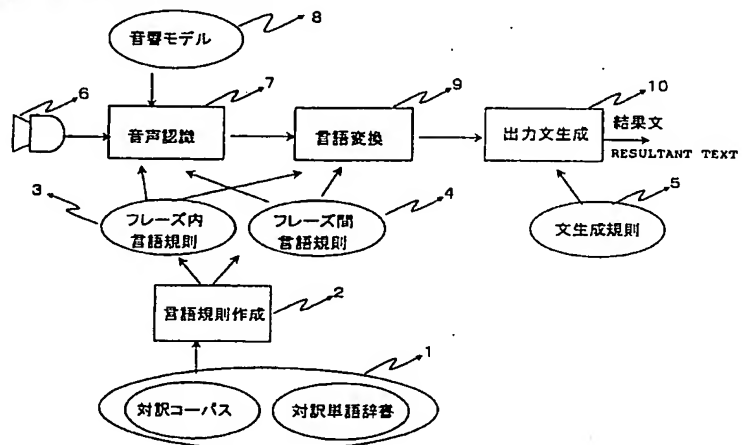 音響モデル
8
6
7
9
10
音声認識
言語変換
出力文生成
結果文
RESULTANT TEXT
3
4
5
フレーズ内
言語規則
フレーズ間
言語規則
文生成規則
2
言語規則作成
1
対訳コーパス
対訳単語辞書